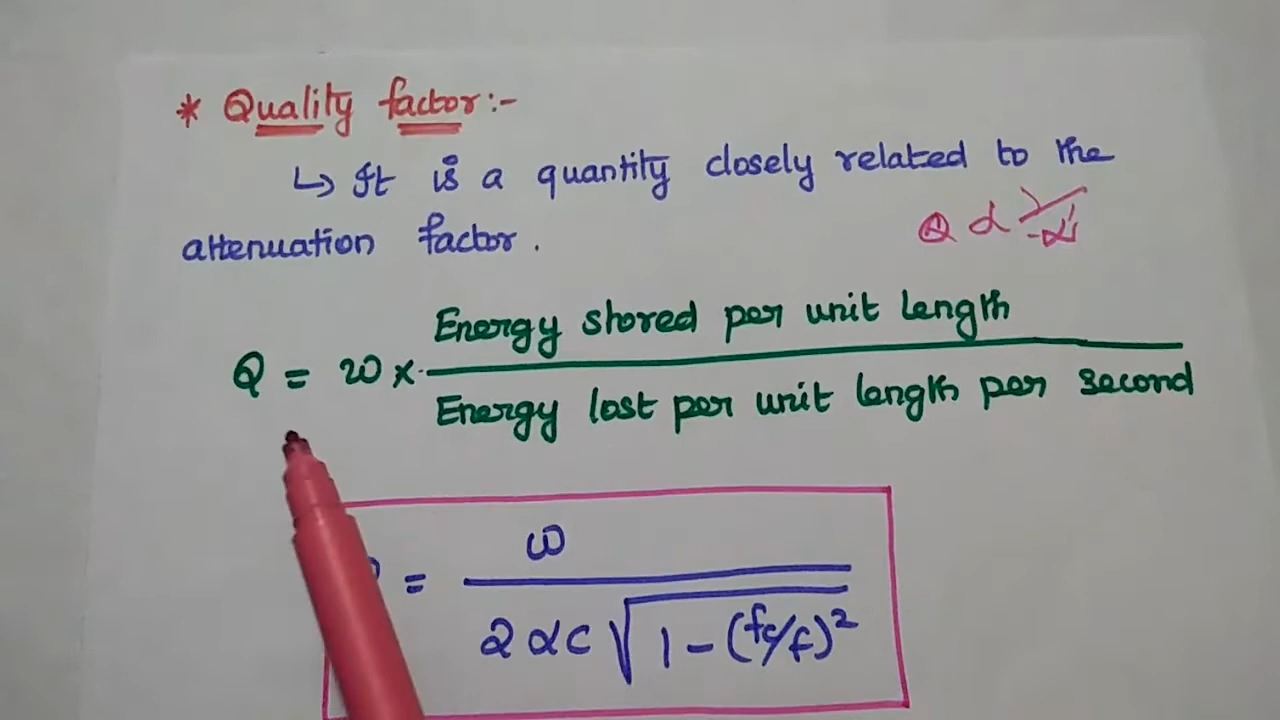 * Quality factor:-
↳ It is a quantity closely related to the
attenuation factor.
Q α 1/α
Q = ω × Energy stored per unit length
Energy lost per unit length per second
= ω
2αc √1-(fc/f)²